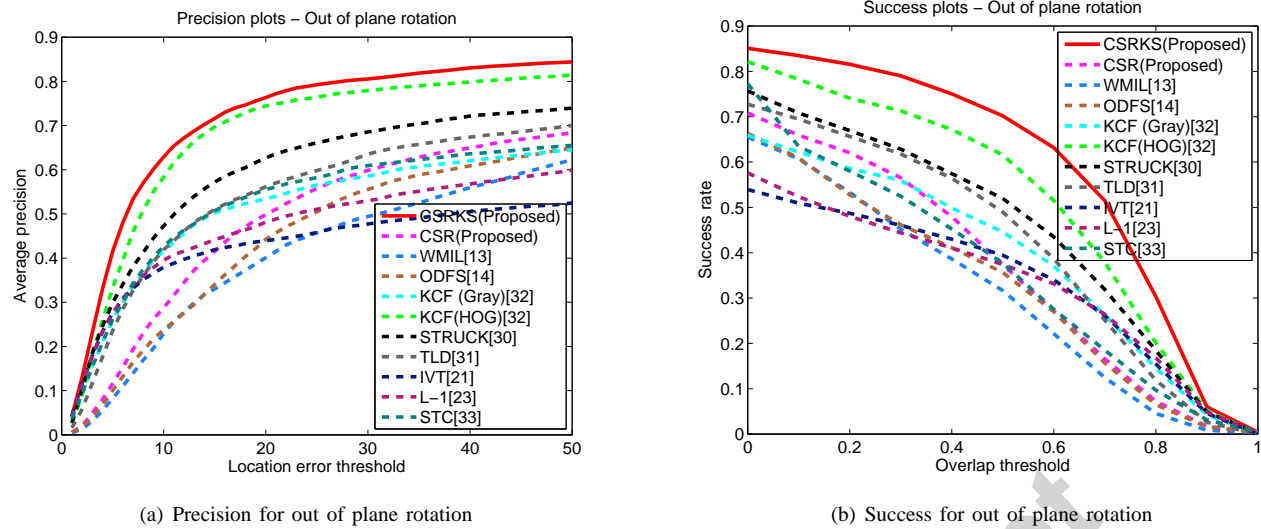 Precision plots − Out of plane rotation
Average precision
0.9
0.8
0.7
0.6
0.5
0.4
0.3
0.2
0.1
0
0 10 20 30 40 50
Location error threshold
CSRKS(Proposed)
CSR(Proposed)
WMIL[13]
ODFS[14]
KCF (Gray)[32]
KCF(HOG)[32]
STRUCK[30]
TLD[31]
IVT[21]
L−1[23]
STC[33]
(a) Precision for out of plane rotation
Success plots − Out of plane rotation
Success rate
0.9
0.8
0.7
0.6
0.5
0.4
0.3
0.2
0.1
0
0 0.2 0.4 0.6 0.8 1
Overlap threshold
CSRKS(Proposed)
CSR(Proposed)
WMIL[13]
ODFS[14]
KCF (Gray)[32]
KCF(HOG)[32]
STRUCK[30]
TLD[31]
IVT[21]
L−1[23]
STC[33]
(b) Success for out of plane rotation